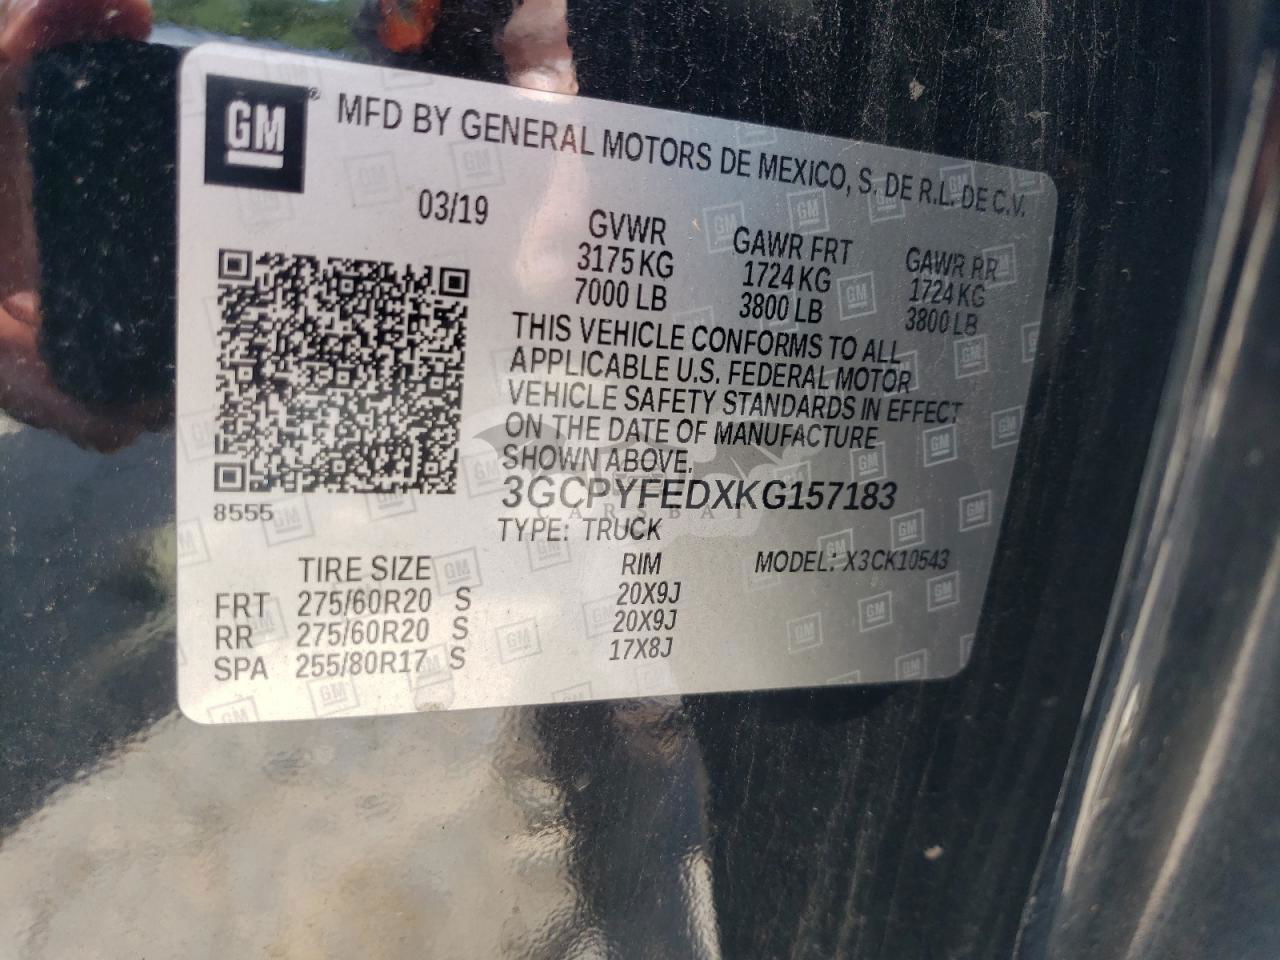 GM
MFD BY GENERAL MOTORS DE MEXICO, S. DE R.L. DE C.V.
03/19
GVWR GAWR FRT GAWR RR
3175 KG 1724 KG 1724 KG
7000 LB 3800 LB 3800 LB
THIS VEHICLE CONFORMS TO ALL
APPLICABLE U.S. FEDERAL MOTOR
VEHICLE SAFETY STANDARDS IN EFFECT
ON THE DATE OF MANUFACTURE
SHOWN ABOVE.
3GCPYFEDXKG157183
CARSBAT
8555
TYPE: TRUCK
TIRE SIZE RIM MODEL: X3CK10543
FRT 275/60R20 S 20X9J
RR 275/60R20 S 20X9J
SPA 255/80R17 S 17X8J